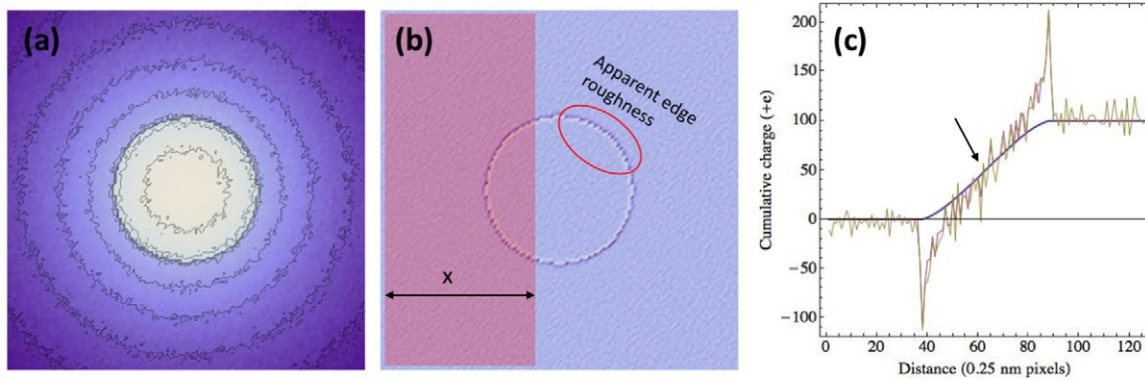 (a)
(b)
Apparent edge
roughness
x
(c)
200
150
100
50
0
−50
−100
Cumulative charge (+e)
0
20
40
60
80
100
120
Distance (0.25 nm pixels)